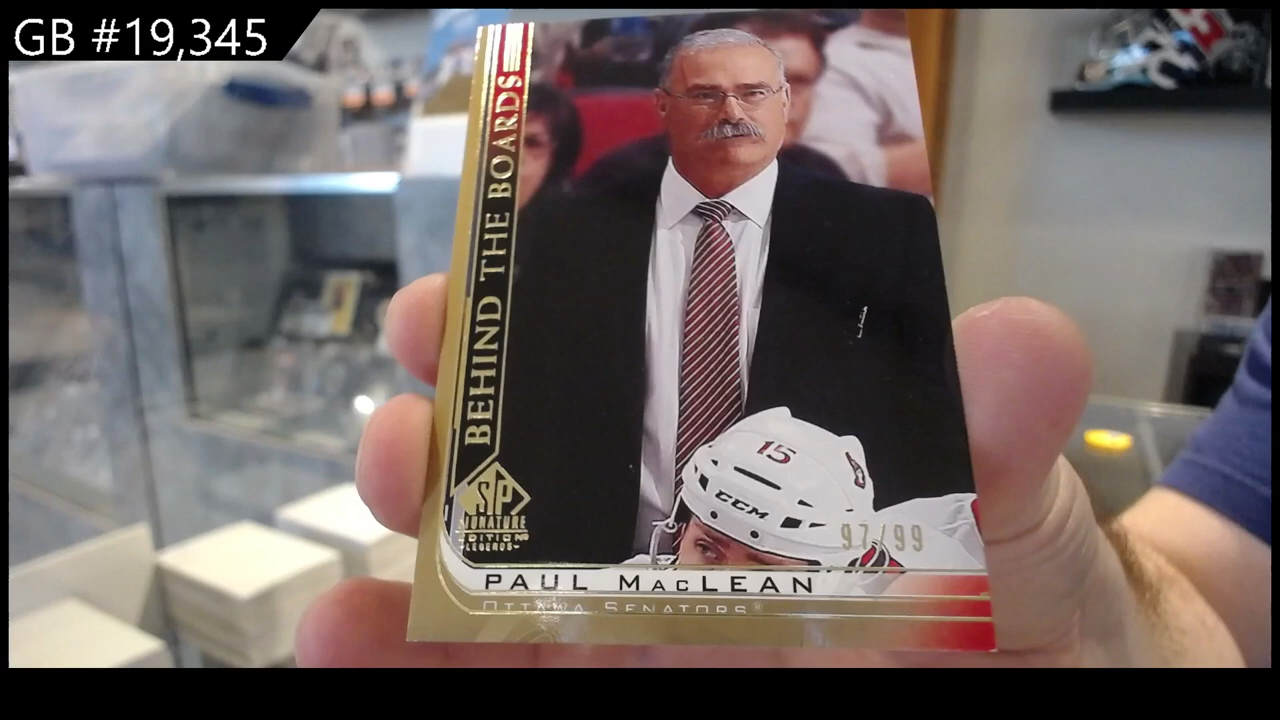 GB #19,345
BEHIND THE BOARDS
SP
SIGNATURE
EDITION
LEGENDS
15
CCM
97/99
PAUL MACLEAN
OTTAWA SENATORS